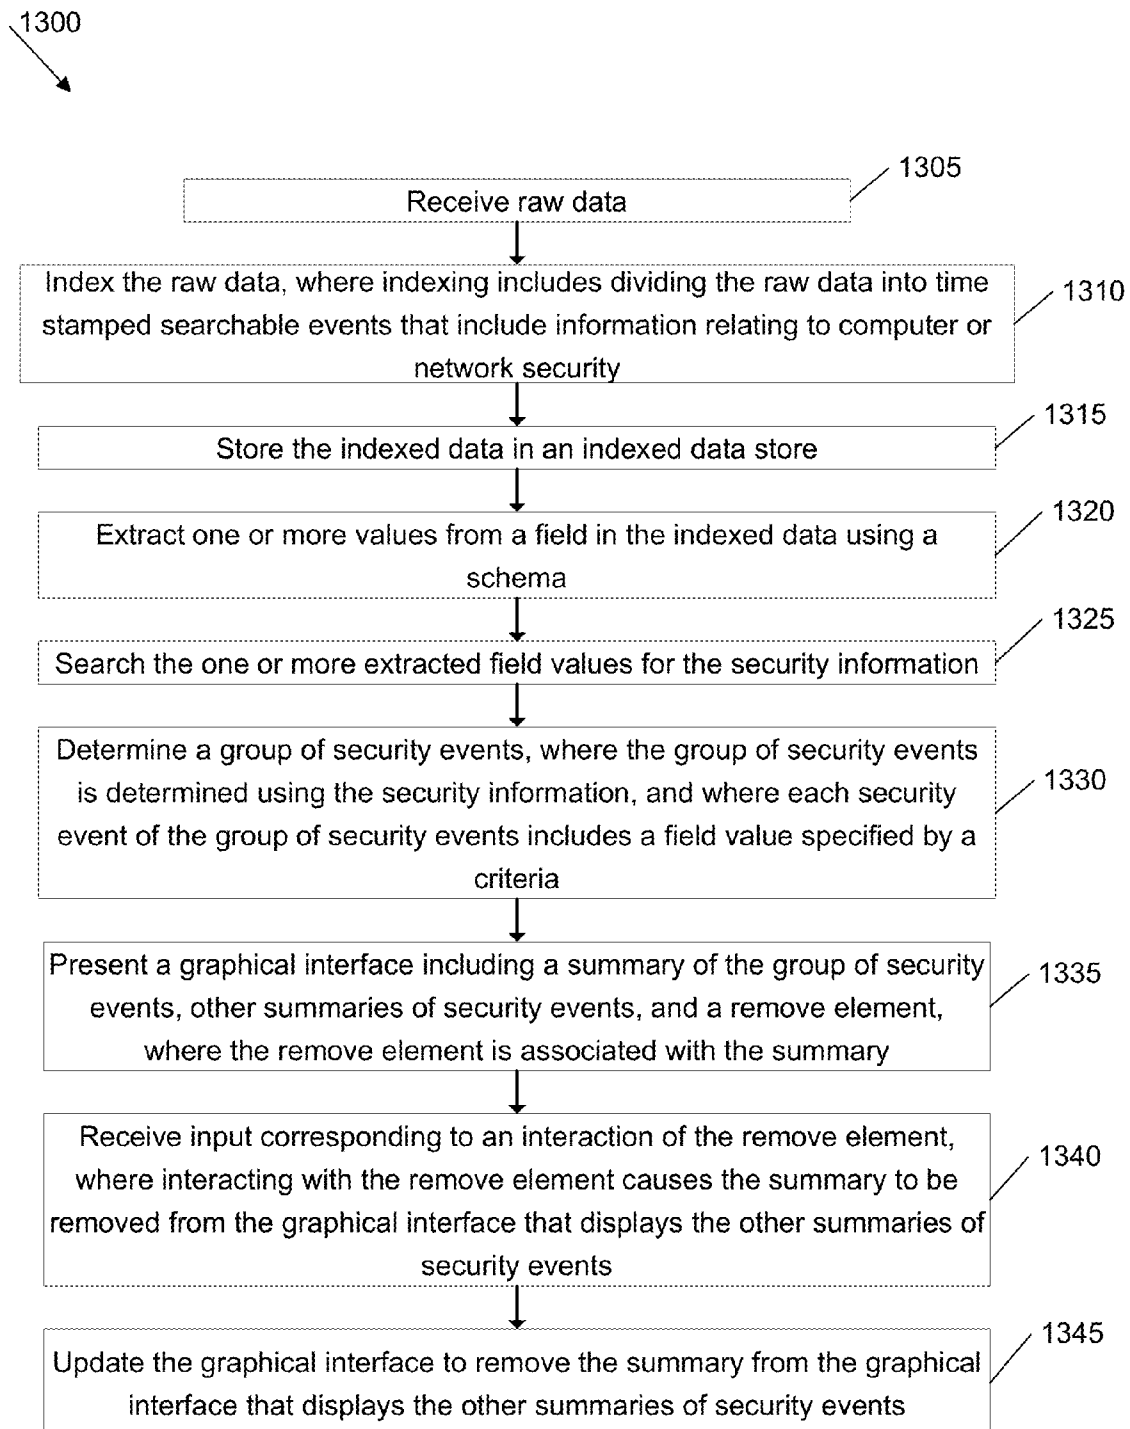 1300
1305
Receive raw data
Index the raw data, where indexing includes dividing the raw data into time
stamped searchable events that include information relating to computer or
network security
1310
1315
Store the indexed data in an indexed data store
1320
Extract one or more values from a field in the indexed data using a
schema
1325
Search the one or more extracted field values for the security information
Determine a group of security events, where the group of security events
is determined using the security information, and where each security
event of the group of security events includes a field value specified by a
criteria
1330
Present a graphical interface including a summary of the group of security
events, other summaries of security events, and a remove element,
where the remove element is associated with the summary
1335
Receive input corresponding to an interaction of the remove element,
where interacting with the remove element causes the summary to be
removed from the graphical interface that displays the other summaries of
security events
1340
1345
Update the graphical interface to remove the summary from the graphical
interface that displays the other summaries of security events